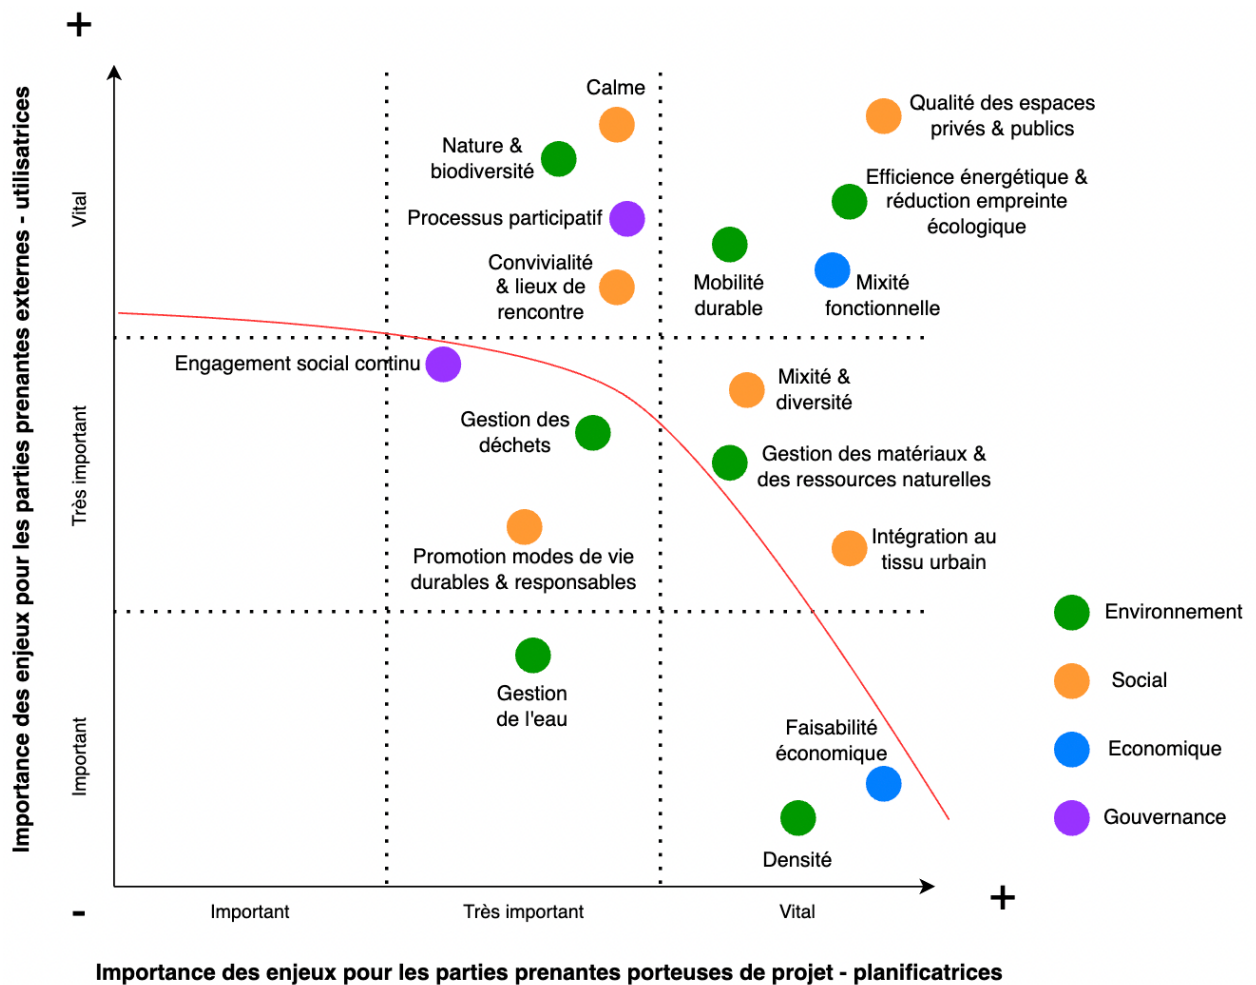 +
Importance des enjeux pour les parties prenantes externes - utilisatrices
Vital
Très important
Important
Calme
Nature &
biodiversité
Processus participatif
Convivialité
& lieux de
rencontre
Qualité des espaces
privés & publics
Efficience énergétique &
réduction empreinte
écologique
Mobilité
durable
Mixité
fonctionnelle
Engagement social continu
Gestion des
déchets
Promotion modes de vie
durables & responsables
Mixité &
diversité
Gestion des matériaux &
des ressources naturelles
Intégration au
tissu urbain
Gestion
de l'eau
Faisabilité
économique
Densité
Environnement
Social
Economique
Gouvernance
-
Important
Très important
Vital
+
Importance des enjeux pour les parties prenantes porteuses de projet - planificatrices